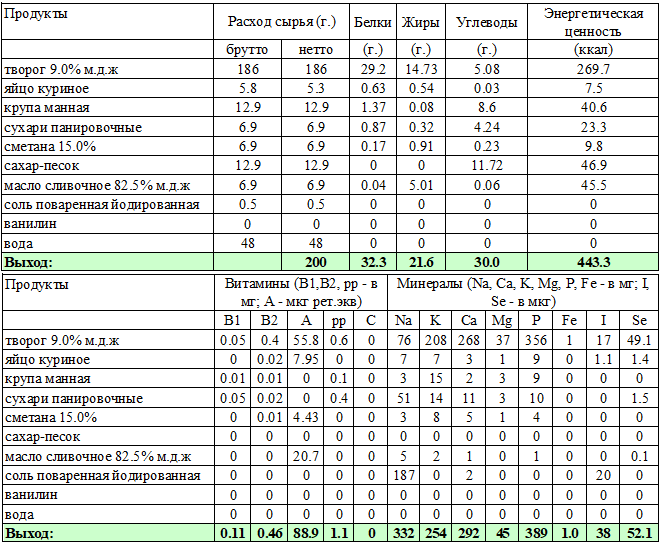 Продукты Расход сырья (г.) Белки Жиры Углеводы Энергетическая ценность
брутто нетто (г.) (г.) (г.) (ккал)
творог 9.0% м.д.ж 186 186 29.2 14.73 5.08 269.7
яйцо куриное 5.8 5.3 0.63 0.54 0.03 7.5
крупа манная 12.9 12.9 1.37 0.08 8.6 40.6
сухари панировочные 6.9 6.9 0.87 0.32 4.24 23.3
сметана 15.0% 6.9 6.9 0.17 0.91 0.23 9.8
сахар-песок 12.9 12.9 0 0 11.72 46.9
масло сливочное 82.5% м.д.ж 6.9 6.9 0.04 5.01 0.06 45.5
соль поваренная йодированная 0.5 0.5 0 0 0 0
ванилин 0 0 0 0 0 0
вода 48 48 0 0 0 0
Выход: 200 32.3 21.6 30.0 443.3
Продукты Витамины (B1,B2, pp - в мг; A - мкг рет.экв) Минералы (Na, Ca, K, Mg, P, Fe - в мг; I, Se - в мкг)
B1 B2 A pp C Na K Ca Mg P Fe I Se
творог 9.0% м.д.ж 0.05 0.4 55.8 0.6 0 76 208 268 37 356 1 17 49.1
яйцо куриное 0 0.02 7.95 0 0 7 7 3 1 9 0 1.1 1.4
крупа манная 0.01 0.01 0 0.1 0 3 15 2 3 9 0 0 0
сухари панировочные 0.05 0.02 0 0.4 0 51 14 11 3 10 0 0 1.5
сметана 15.0% 0 0.01 4.43 0 0 3 8 5 1 4 0 0 0
сахар-песок 0 0 0 0 0 0 0 0 0 0 0 0 0
масло сливочное 82.5% м.д.ж 0 0 20.7 0 0 5 2 1 0 1 0 0 0.1
соль поваренная йодированная 0 0 0 0 0 187 0 2 0 0 0 20 0
ванилин 0 0 0 0 0 0 0 0 0 0 0 0 0
вода 0 0 0 0 0 0 0 0 0 0 0 0 0
Выход: 0.11 0.46 88.9 1.1 0 332 254 292 45 389 1.0 38 52.1